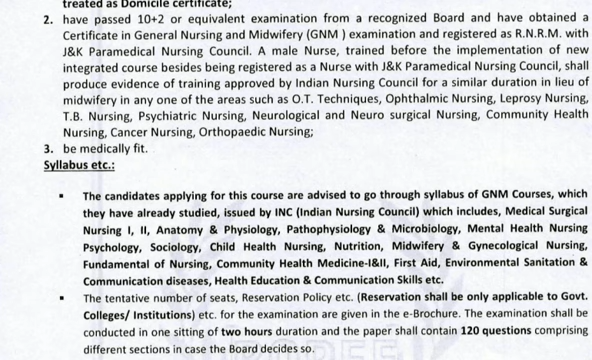 treated as Domicile certificate;
2. have passed 10+2 or equivalent examination from a recognized Board and have obtained a
Certificate in General Nursing and Midwifery (GNM ) examination and registered as R.N.R.M. with
J&K Paramedical Nursing Council. A male Nurse, trained before the implementation of new
integrated course besides being registered as a Nurse with J&K Paramedical Nursing Council, shall
produce evidence of training approved by Indian Nursing Council for a similar duration in lieu of
midwifery in any one of the areas such as O.T. Techniques, Ophthalmic Nursing, Leprosy Nursing,
T.B. Nursing, Psychiatric Nursing, Neurological and Neuro surgical Nursing, Community Health
Nursing, Cancer Nursing, Orthopaedic Nursing;
3. be medically fit.
Syllabus etc.:
▪ The candidates applying for this course are advised to go through syllabus of GNM Courses, which
they have already studied, issued by INC (Indian Nursing Council) which includes, Medical Surgical
Nursing I, II, Anatomy & Physiology, Pathophysiology & Microbiology, Mental Health Nursing
Psychology, Sociology, Child Health Nursing, Nutrition, Midwifery & Gynecological Nursing,
Fundamental of Nursing, Community Health Medicine-I&II, First Aid, Environmental Sanitation &
Communication diseases, Health Education & Communication Skills etc.
▪ The tentative number of seats, Reservation Policy etc. (Reservation shall be only applicable to Govt.
Colleges/ Institutions) etc. for the examination are given in the e-Brochure. The examination shall be
conducted in one sitting of two hours duration and the paper shall contain 120 questions comprising
different sections in case the Board decides so.